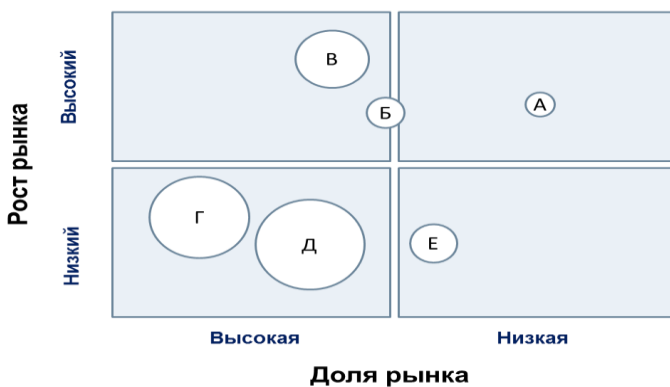 Рост рынка
Высокий
Низкий
В
Б
А
Г
Д
Е
Высокая
Низкая
Доля рынка